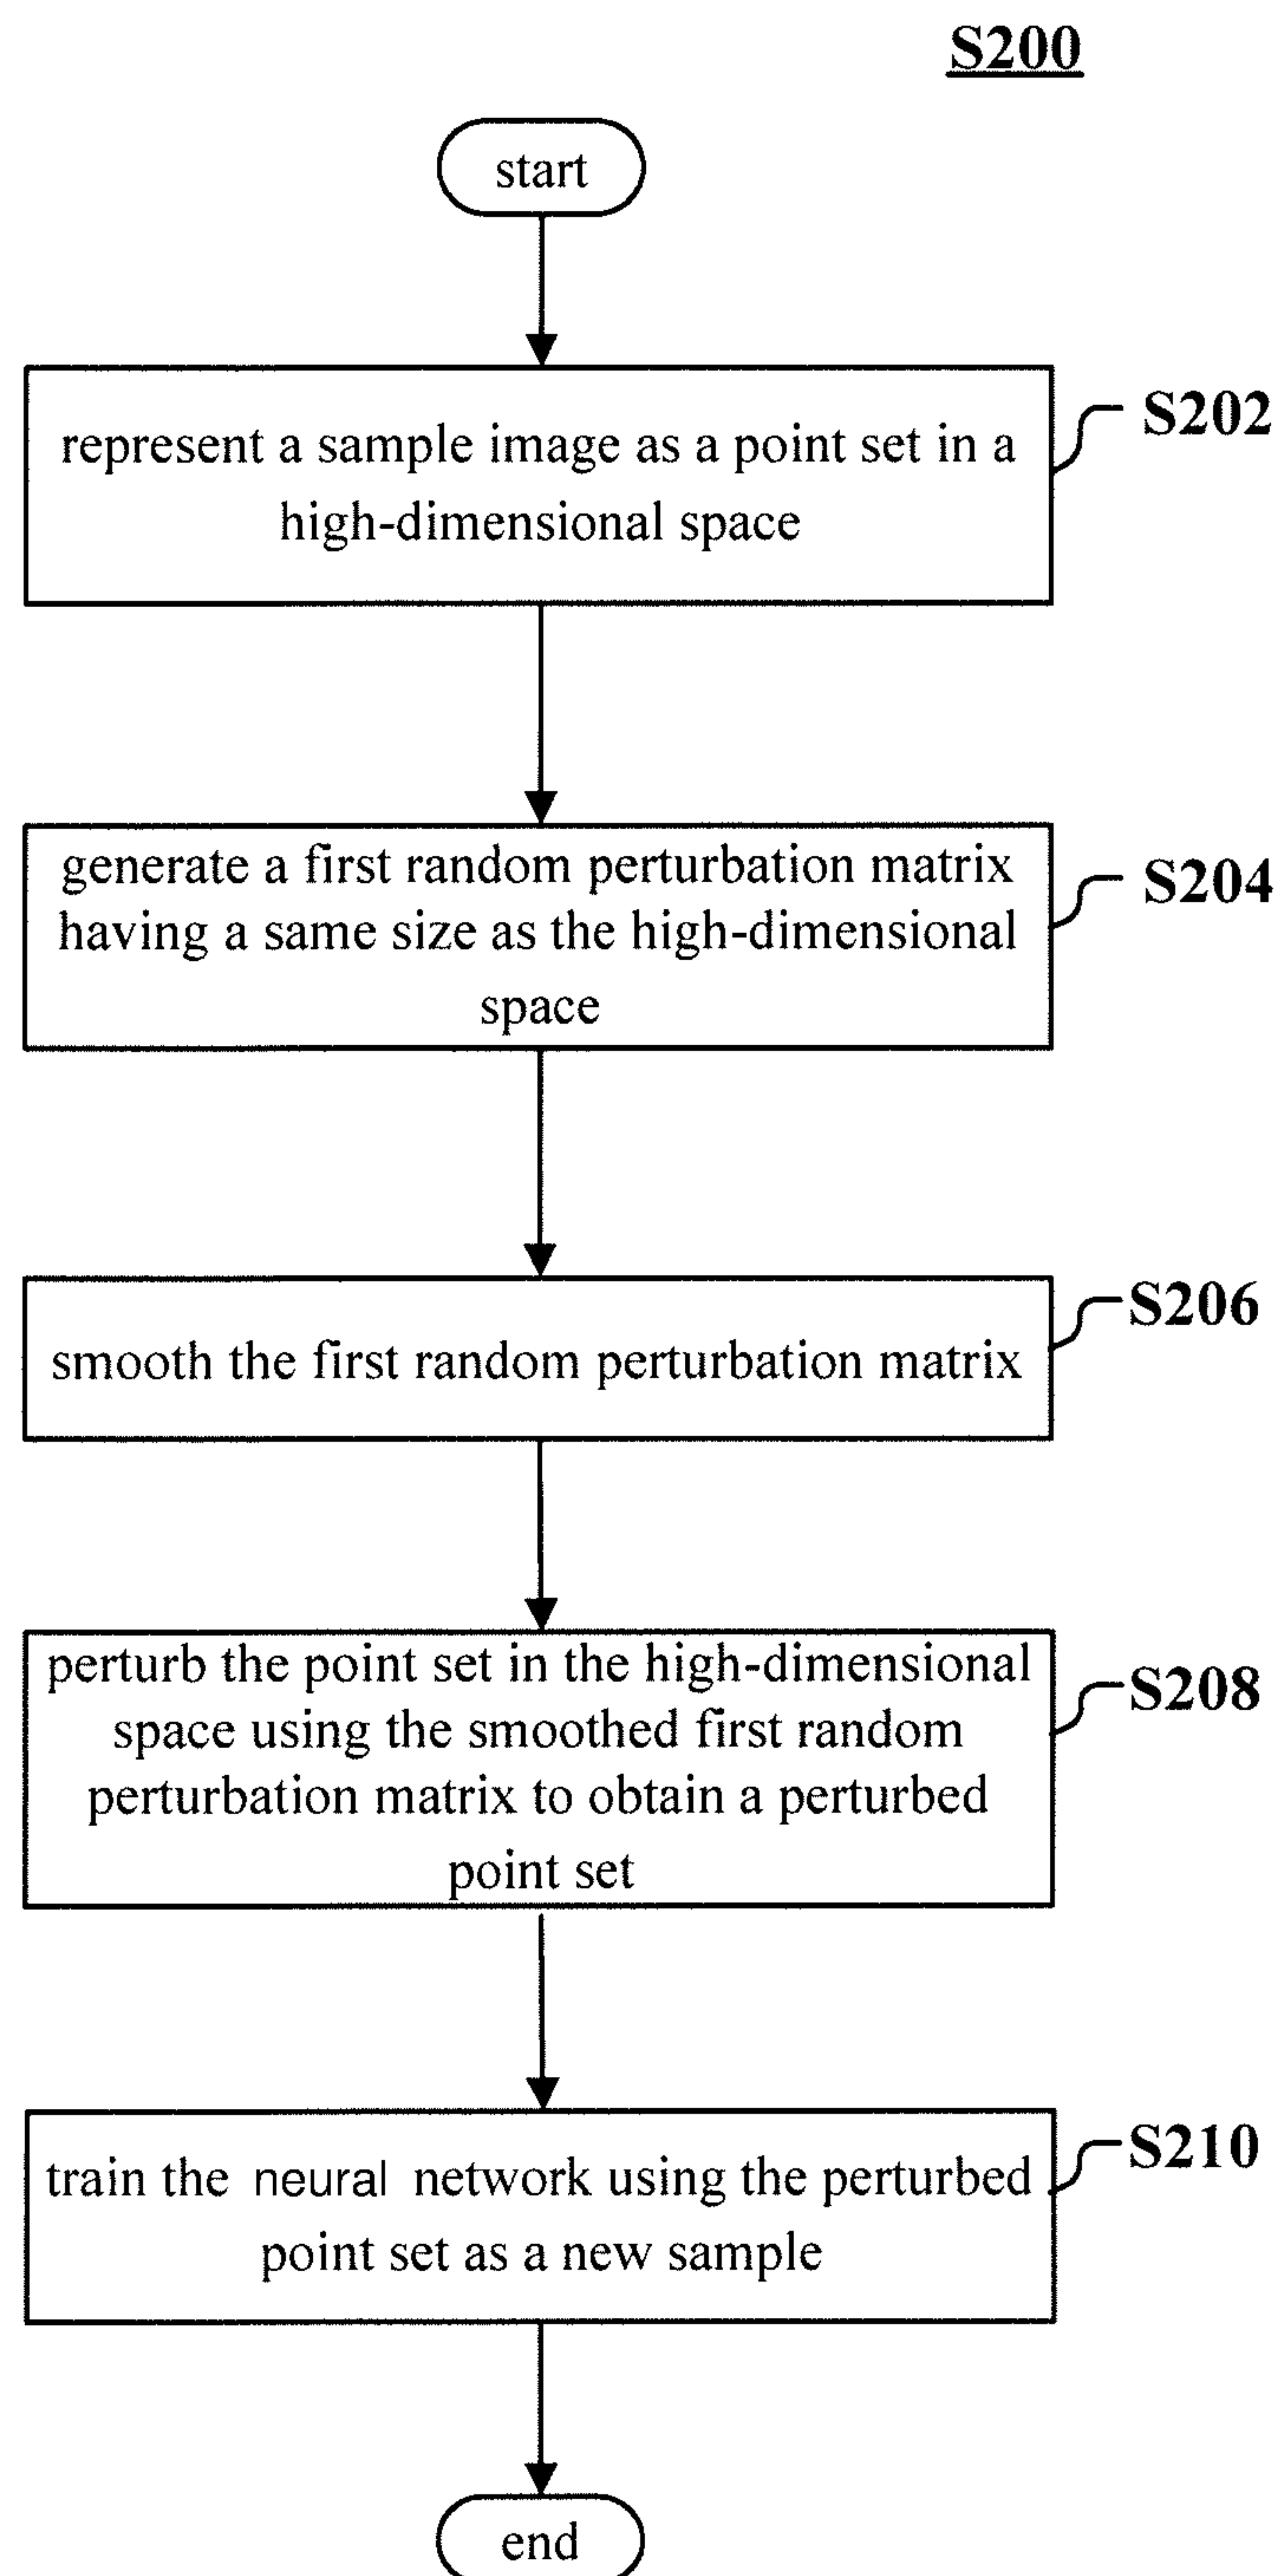 S200
start
represent a sample image as a point set in a
high-dimensional space
S202
generate a first random perturbation matrix
having a same size as the high-dimensional
space
S204
smooth the first random perturbation matrix
S206
perturb the point set in the high-dimensional
space using the smoothed first random
perturbation matrix to obtain a perturbed
point set
S208
train the neural network using the perturbed
point set as a new sample
S210
end